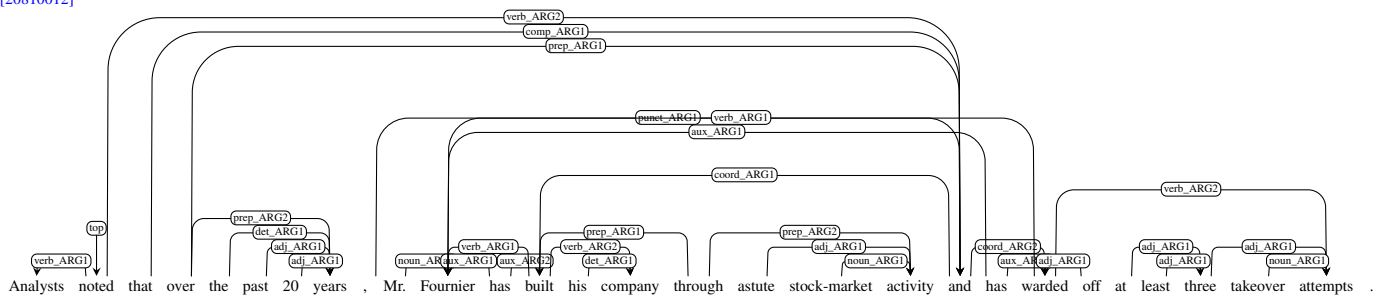 [20810012]
verb_ARG2
comp_ARG1
prep_ARG1
punct_ARG1 verb_ARG1
aux_ARG1
coord_ARG1
verb_ARG2
prep_ARG2
top det_ARG1 prep_ARG1 prep_ARG2
adj_ARG1 verb_ARG1 verb_ARG2 adj_ARG1 coord_ARG2 adj_ARG1 adj_ARG1
verb_ARG1 adj_ARG1 aux_ARG1 aux_ARG2 det_ARG1 noun_ARG1 adj_ARG1 adj_ARG1 noun_ARG1
Analysts noted that over the past 20 years , Mr. Fournier has built his company through astute stock-market activity and has warded off at least three takeover attempts .